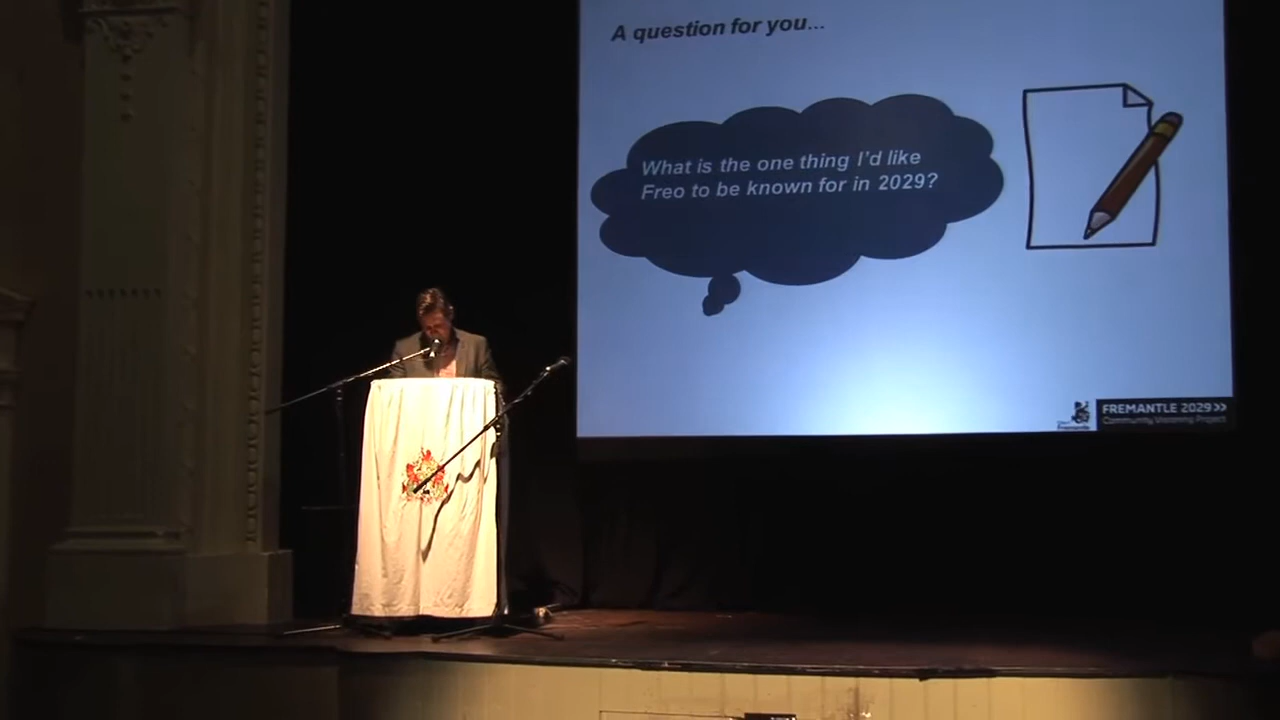 A question for you...
What is the one thing I'd like
Freo to be known for in 2029?
FREMANTLE 2029 >>
Community Visioning Project
Fremantle